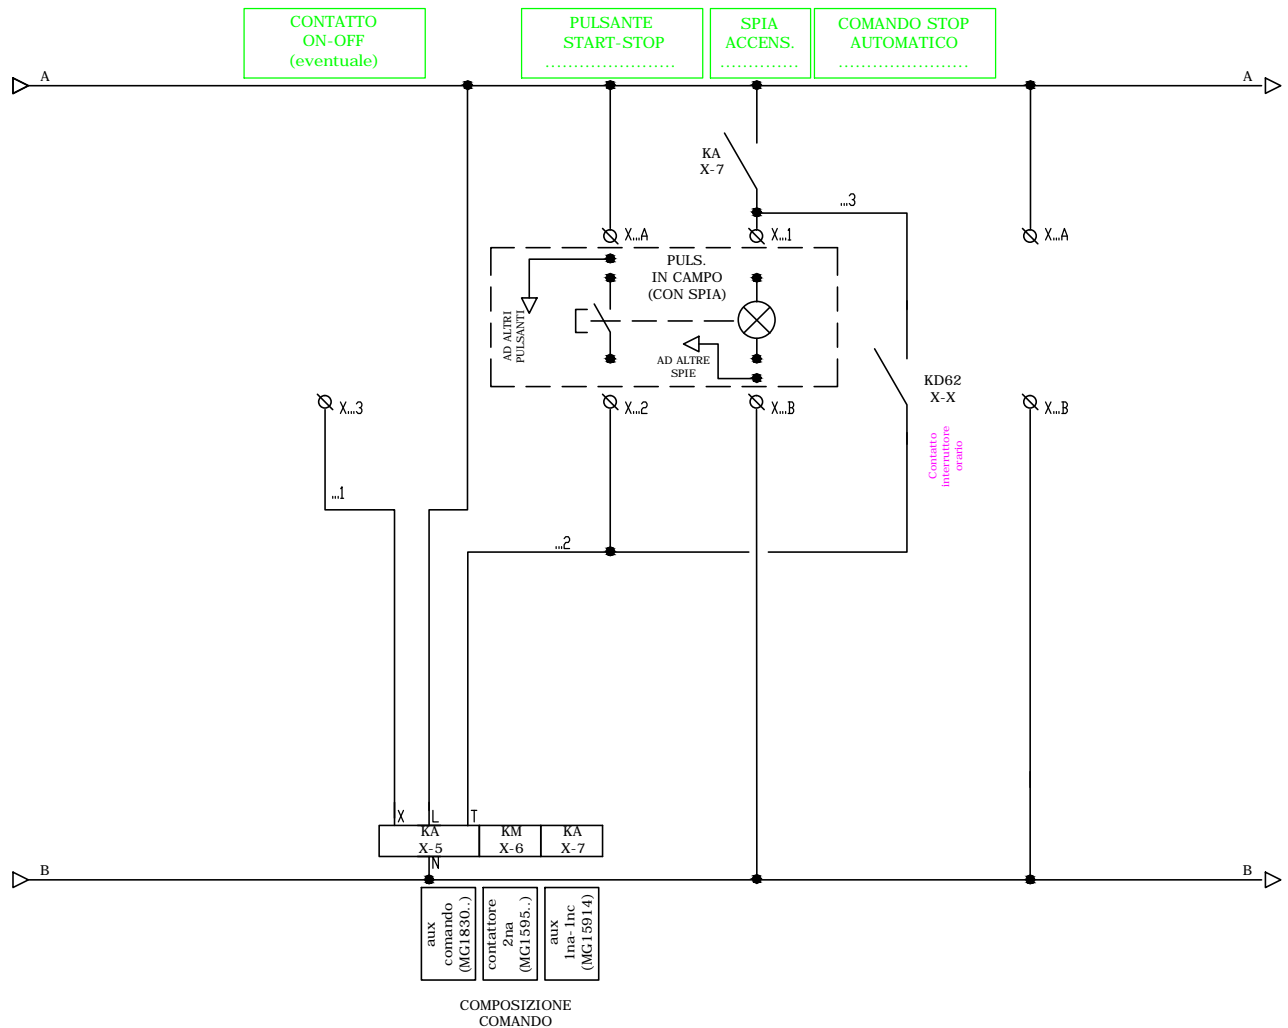 CONTATTO
ON-OFF
(eventuale)
PULSANTE
START-STOP
.......................
SPIA
ACCENS.
..............
COMANDO STOP
AUTOMATICO
.......................
A
A
KA
X-7
...3
X...A
X...1
X...A
PULS.
IN CAMPO
(CON SPIA)
AD ALTRI
PULSANTI
AD ALTRE
SPIE
KD62
X-X
X...3
X...2
X...B
X...B
Contatto
interruttore
orario
...1
...2
X
L
T
KA
X-5
KM
X-6
KA
X-7
N
B
B
aux
comando
(MG1830..)
contattore
2na
(MG1595..)
aux
1na-1nc
(MG15914)
COMPOSIZIONE
COMANDO